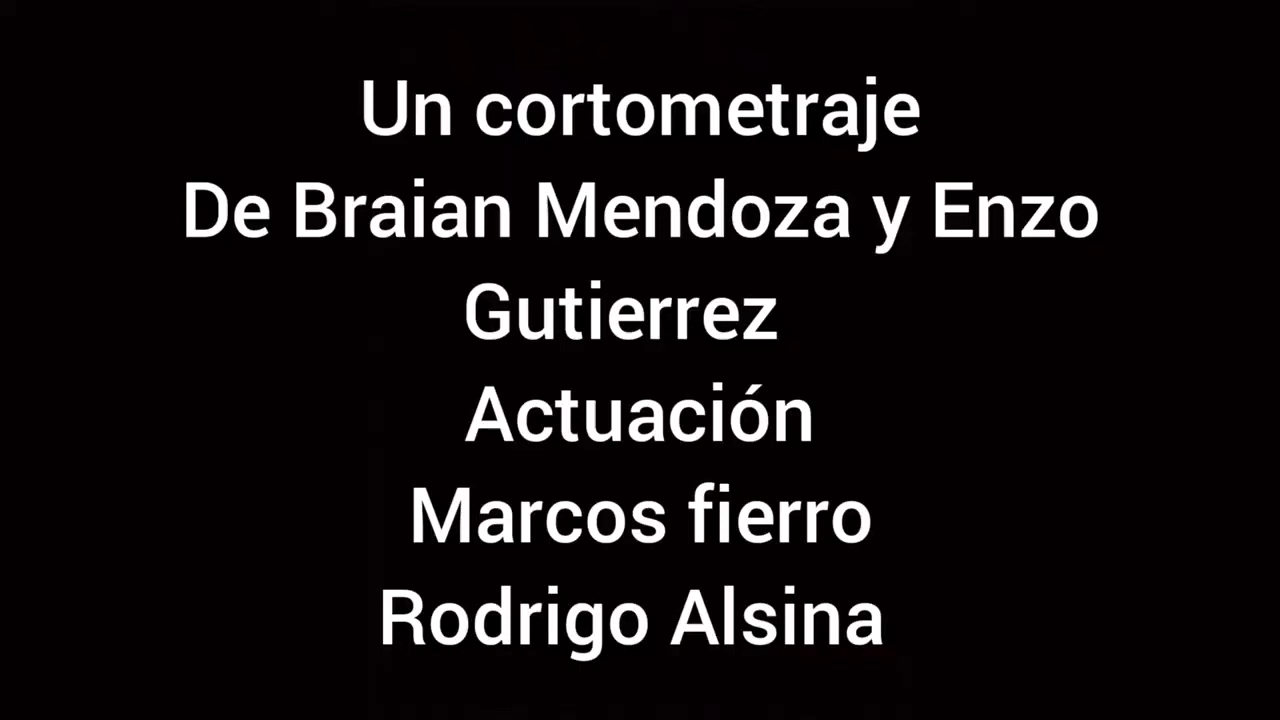 Un cortometraje
De Braian Mendoza y Enzo
Gutierrez
Actuación
Marcos fierro
Rodrigo Alsina